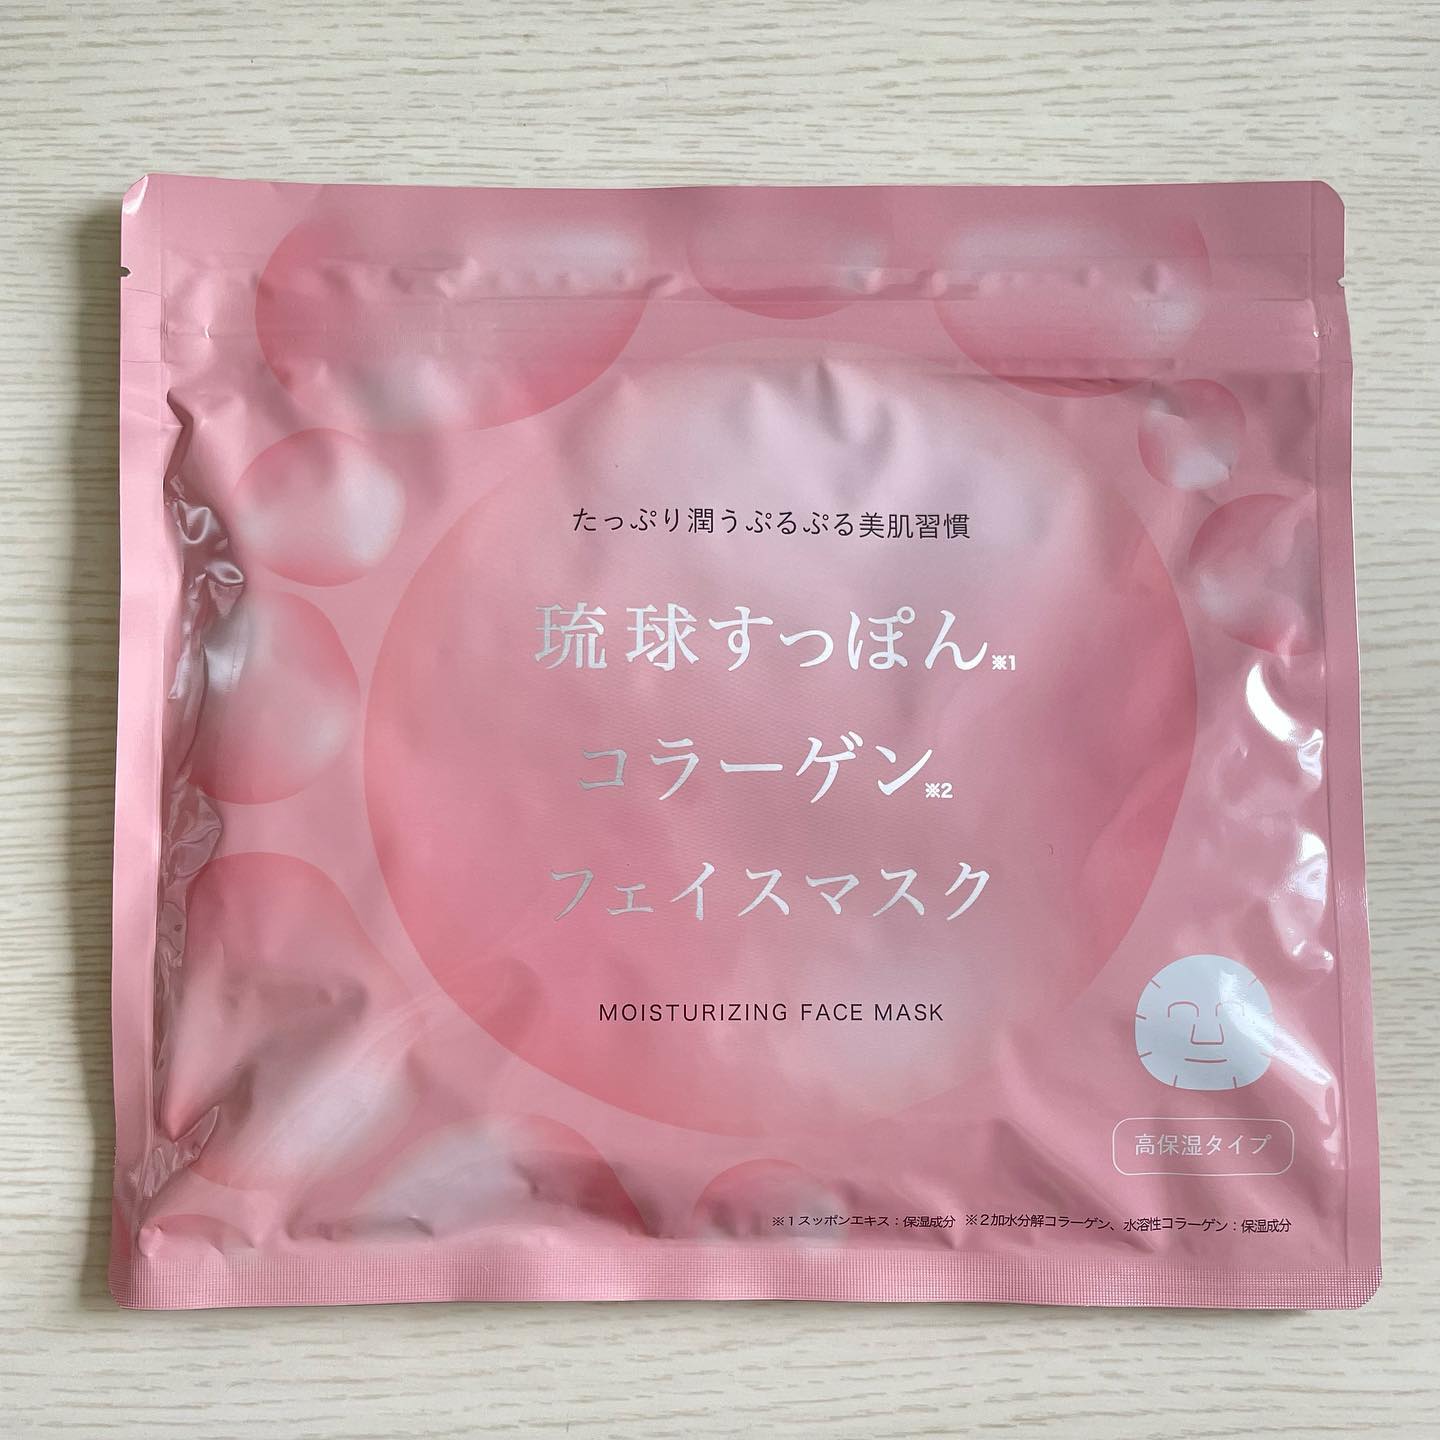 たっぷり潤うぷるぷる美肌習慣
琉球すっぽん※1
コラーゲン※2
フェイスマスク
MOISTURIZING FACE MASK
高保湿タイプ
※1スッポンエキス：保湿成分 ※2加水分解コラーゲン、水溶性コラーゲン：保湿成分